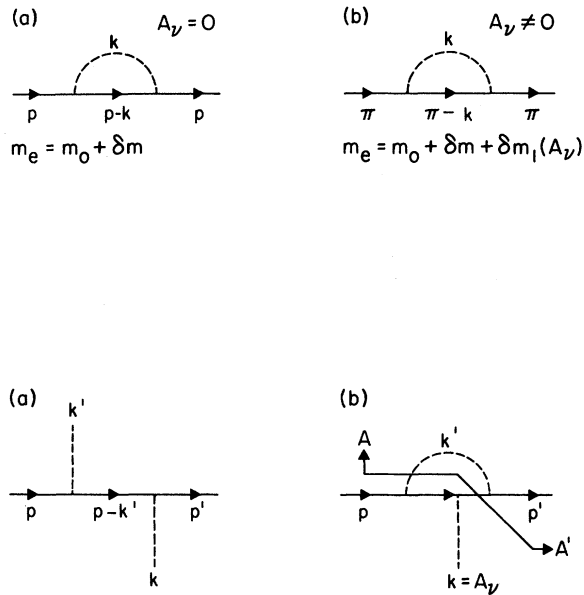 (a) A_ν = 0
k
p p-k p
m_e = m_0 + δm
(b) A_ν ≠ 0
k
π π - k π
m_e = m_0 + δm + δm_1(A_ν)
(a)
k'
p p-k' p'
k
(b)
A k'
p p'
A'
k = A_ν